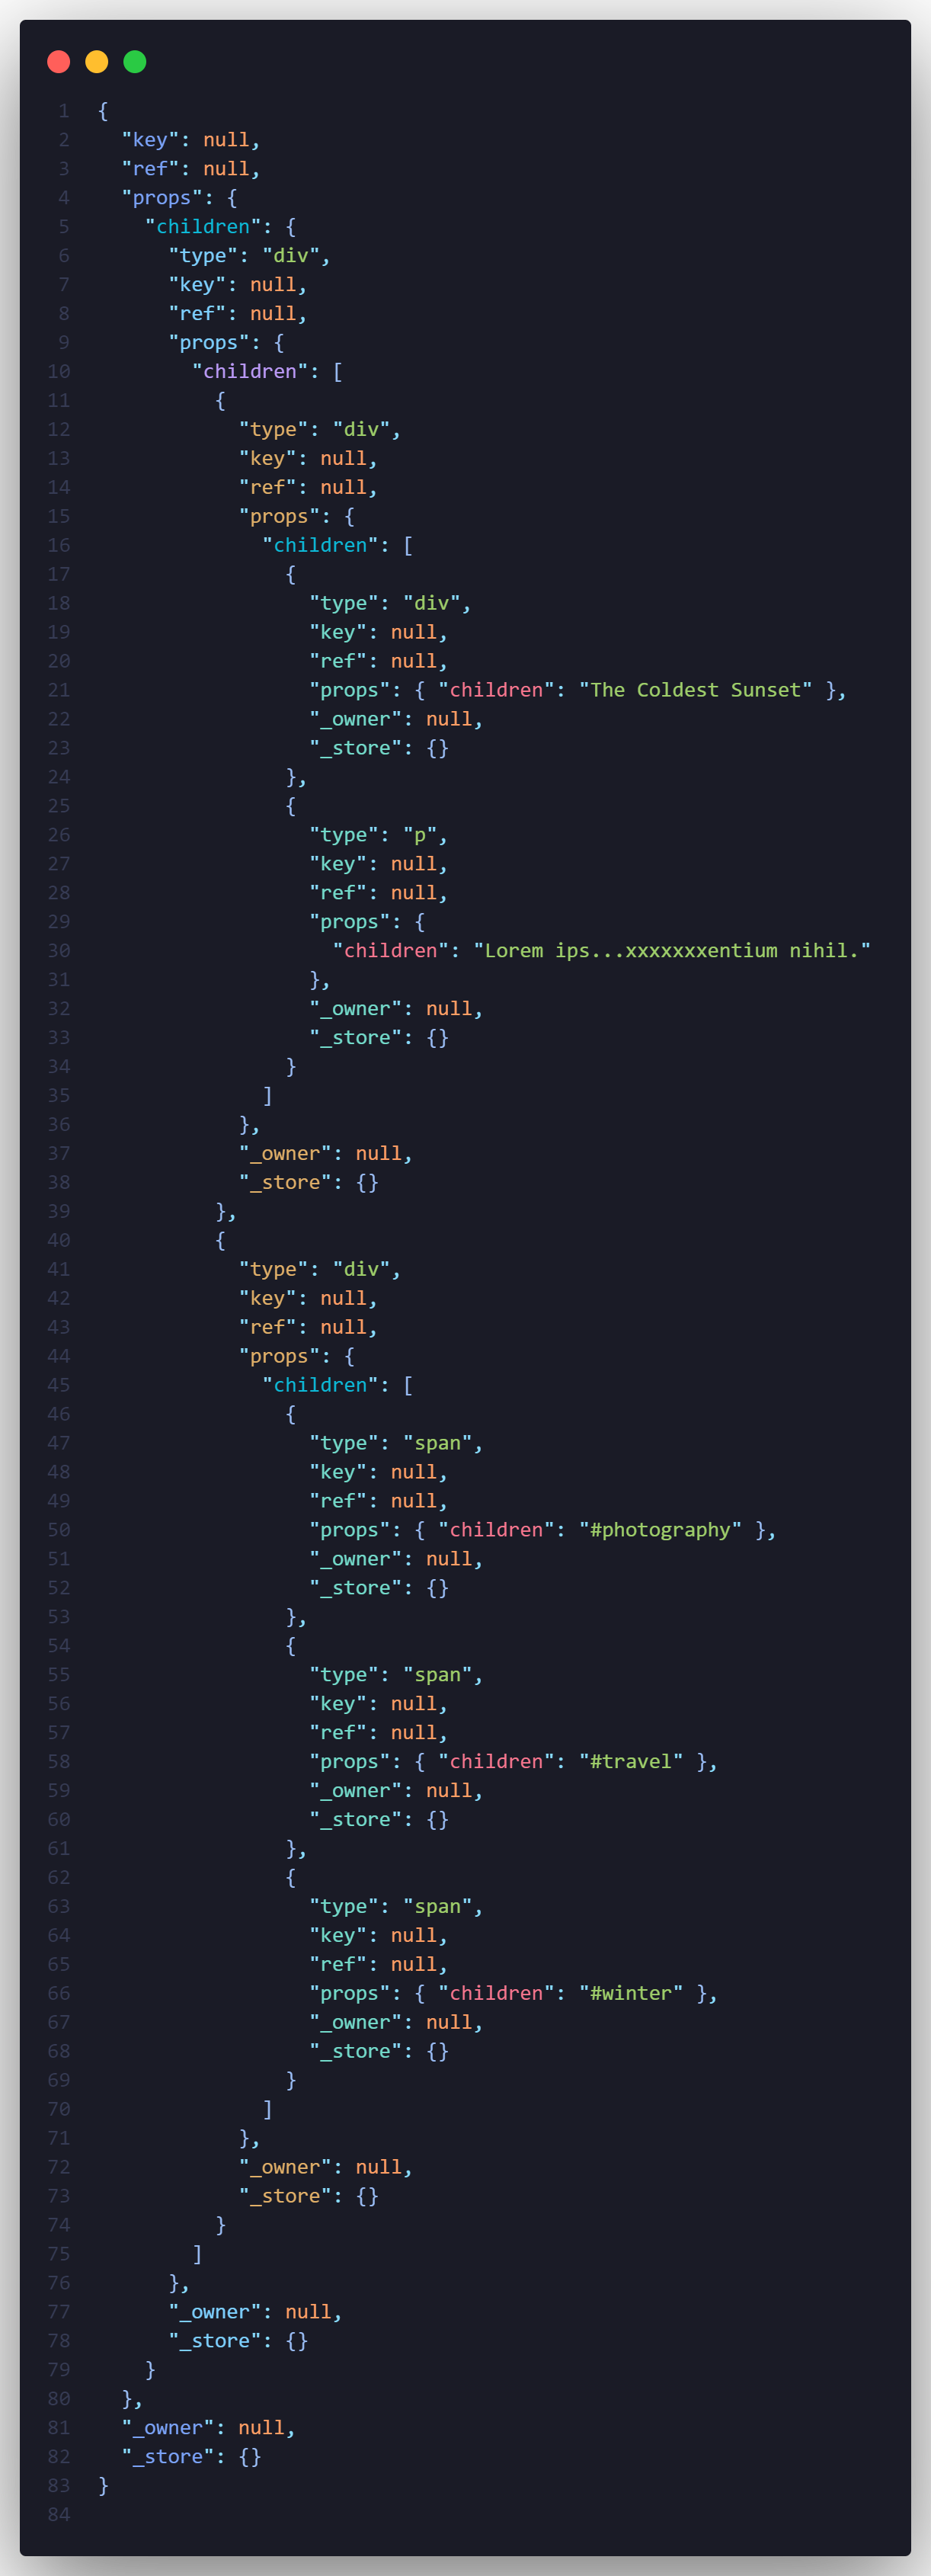 1 {
2   "key": null,
3   "ref": null,
4   "props": {
5     "children": {
6       "type": "div",
7       "key": null,
8       "ref": null,
9       "props": {
10         "children": [
11           {
12             "type": "div",
13             "key": null,
14             "ref": null,
15             "props": {
16               "children": [
17                 {
18                   "type": "div",
19                   "key": null,
20                   "ref": null,
21                   "props": { "children": "The Coldest Sunset" },
22                   "_owner": null,
23                   "_store": {}
24                 },
25                 {
26                   "type": "p",
27                   "key": null,
28                   "ref": null,
29                   "props": {
30                     "children": "Lorem ips...xxxxxxxentium nihil."
31                   },
32                   "_owner": null,
33                   "_store": {}
34                 }
35               ]
36             },
37             "_owner": null,
38             "_store": {}
39           },
40           {
41             "type": "div",
42             "key": null,
43             "ref": null,
44             "props": {
45               "children": [
46                 {
47                   "type": "span",
48                   "key": null,
49                   "ref": null,
50                   "props": { "children": "#photography" },
51                   "_owner": null,
52                   "_store": {}
53                 },
54                 {
55                   "type": "span",
56                   "key": null,
57                   "ref": null,
58                   "props": { "children": "#travel" },
59                   "_owner": null,
60                   "_store": {}
61                 },
62                 {
63                   "type": "span",
64                   "key": null,
65                   "ref": null,
66                   "props": { "children": "#winter" },
67                   "_owner": null,
68                   "_store": {}
69                 }
70               ]
71             },
72             "_owner": null,
73             "_store": {}
74           }
75         ]
76       },
77       "_owner": null,
78       "_store": {}
79     }
80   },
81   "_owner": null,
82   "_store": {}
83 }
84